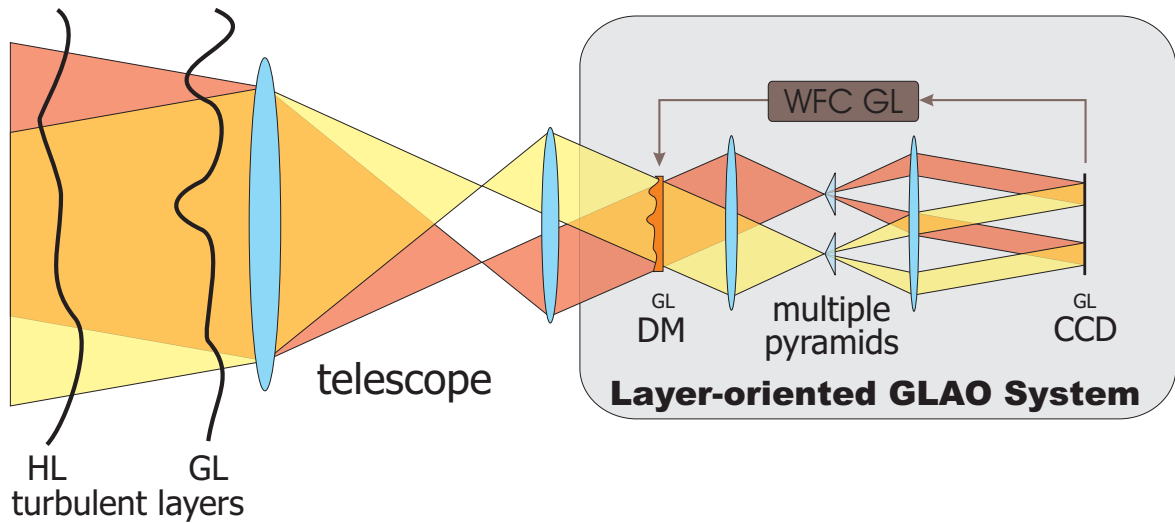 WFC GL
GL
DM
multiple
pyramids
GL
CCD
telescope
Layer-oriented GLAO System
HL
GL
turbulent layers